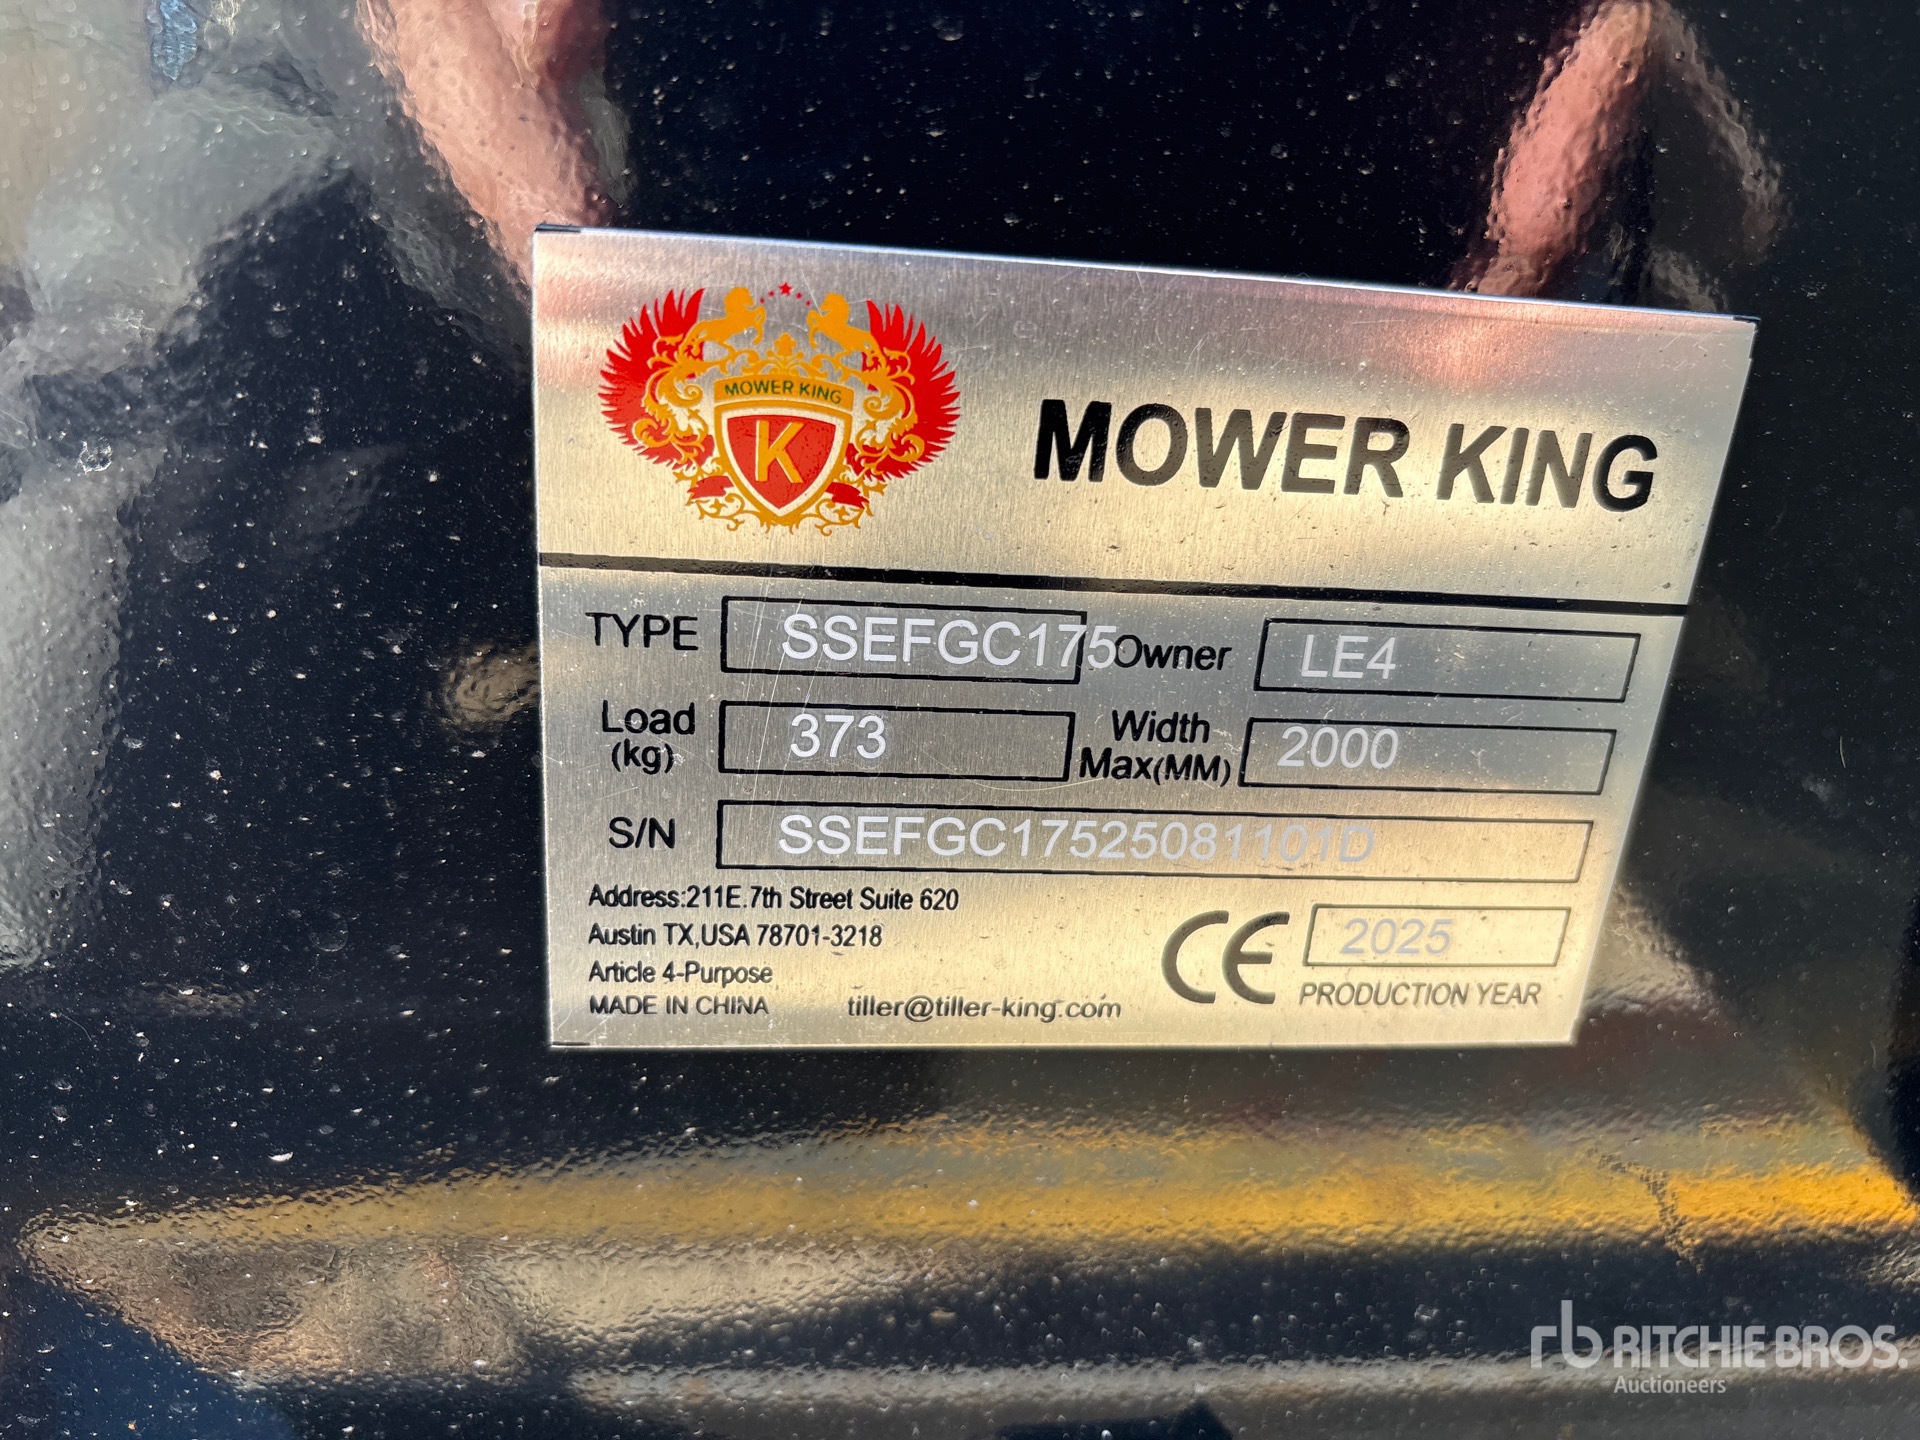 MOWER KING
K
MOWER KING
TYPE SSEFGC175 Owner LE4
Load (kg) 373 Width Max(MM) 2000
S/N SSEFGC17525081101D
Address:211E.7th Street Suite 620
Austin TX,USA 78701-3218
Article 4-Purpose
MADE IN CHINA tiller@tiller-king.com
CE 2025
PRODUCTION YEAR
rb RITCHIE BROS.
Auctioneers